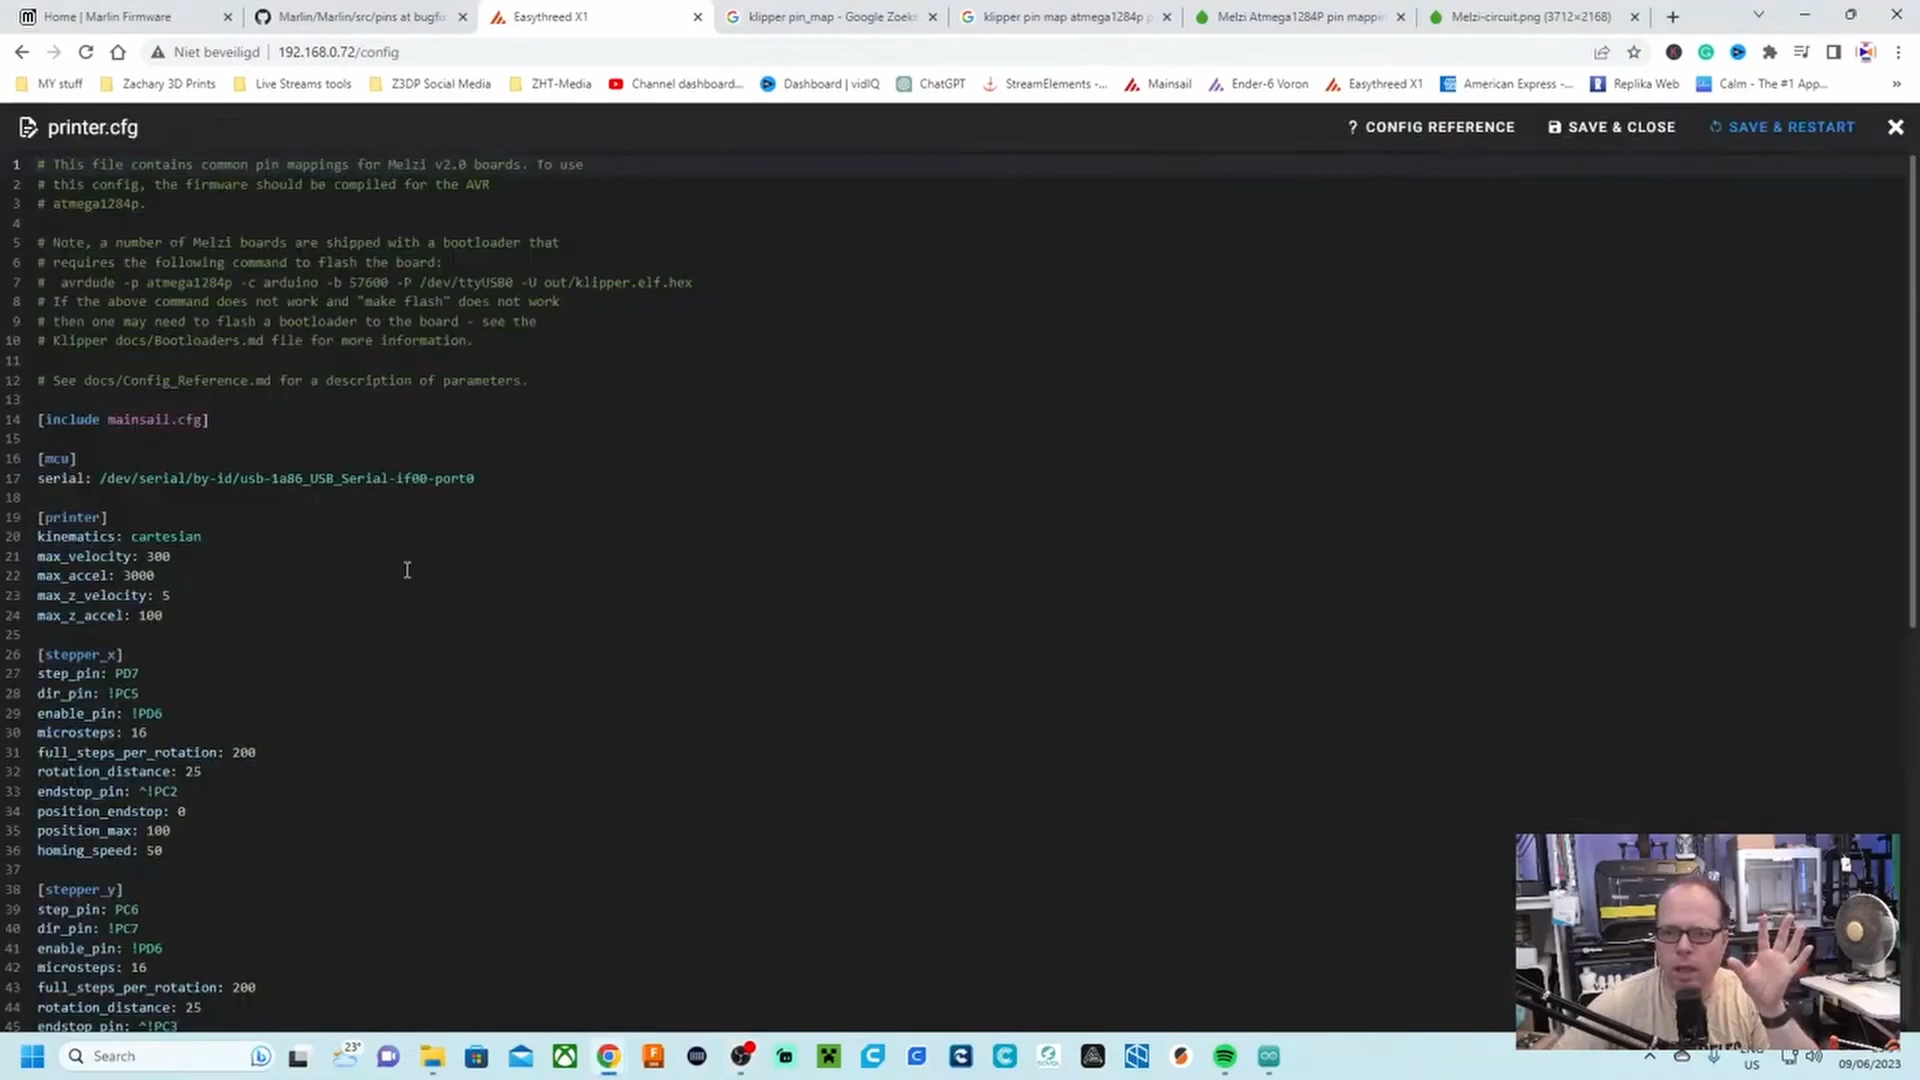 Home | Marlin Firmware
Marlin/Marlin/src/pins at bugfi
Easythreed X1
klipper pin_map - Google Zoeke
klipper pin map atmega1284p p
Melzi Atmega1284P pin mappin
Melzi-circuit.png (3712×2168)
Niet beveiligd
192.168.0.72/config
MY stuff
Zachary 3D Prints
Live Streams tools
Z3DP Social Media
ZHT-Media
Channel dashboard...
Dashboard | vidIQ
ChatGPT
StreamElements -...
Mainsail
Ender-6 Voron
Easythreed X1
American Express -...
Replika Web
Calm - The #1 App...
printer.cfg
? CONFIG REFERENCE
SAVE & CLOSE
SAVE & RESTART
1 # This file contains common pin mappings for Melzi v2.0 boards. To use
2 # this config, the firmware should be compiled for the AVR
3 # atmega1284p.
4
5 # Note, a number of Melzi boards are shipped with a bootloader that
6 # requires the following command to flash the board:
7 #  avrdude -p atmega1284p -c arduino -b 57600 -P /dev/ttyUSB0 -U out/klipper.elf.hex
8 # If the above command does not work and "make flash" does not work
9 # then one may need to flash a bootloader to the board - see the
10 # Klipper docs/Bootloaders.md file for more information.
11
12 # See docs/Config_Reference.md for a description of parameters.
13
14 [include mainsail.cfg]
15
16 [mcu]
17 serial: /dev/serial/by-id/usb-1a86_USB_Serial-if00-port0
18
19 [printer]
20 kinematics: cartesian
21 max_velocity: 300
22 max_accel: 3000
23 max_z_velocity: 5
24 max_z_accel: 100
25
26 [stepper_x]
27 step_pin: PD7
28 dir_pin: !PC5
29 enable_pin: !PD6
30 microsteps: 16
31 full_steps_per_rotation: 200
32 rotation_distance: 25
33 endstop_pin: ^!PC2
34 position_endstop: 0
35 position_max: 100
36 homing_speed: 50
37
38 [stepper_y]
39 step_pin: PC6
40 dir_pin: !PC7
41 enable_pin: !PD6
42 microsteps: 16
43 full_steps_per_rotation: 200
44 rotation_distance: 25
45 endstop_pin: ^!PC3
Search
23°
ENG
US
09/06/2023